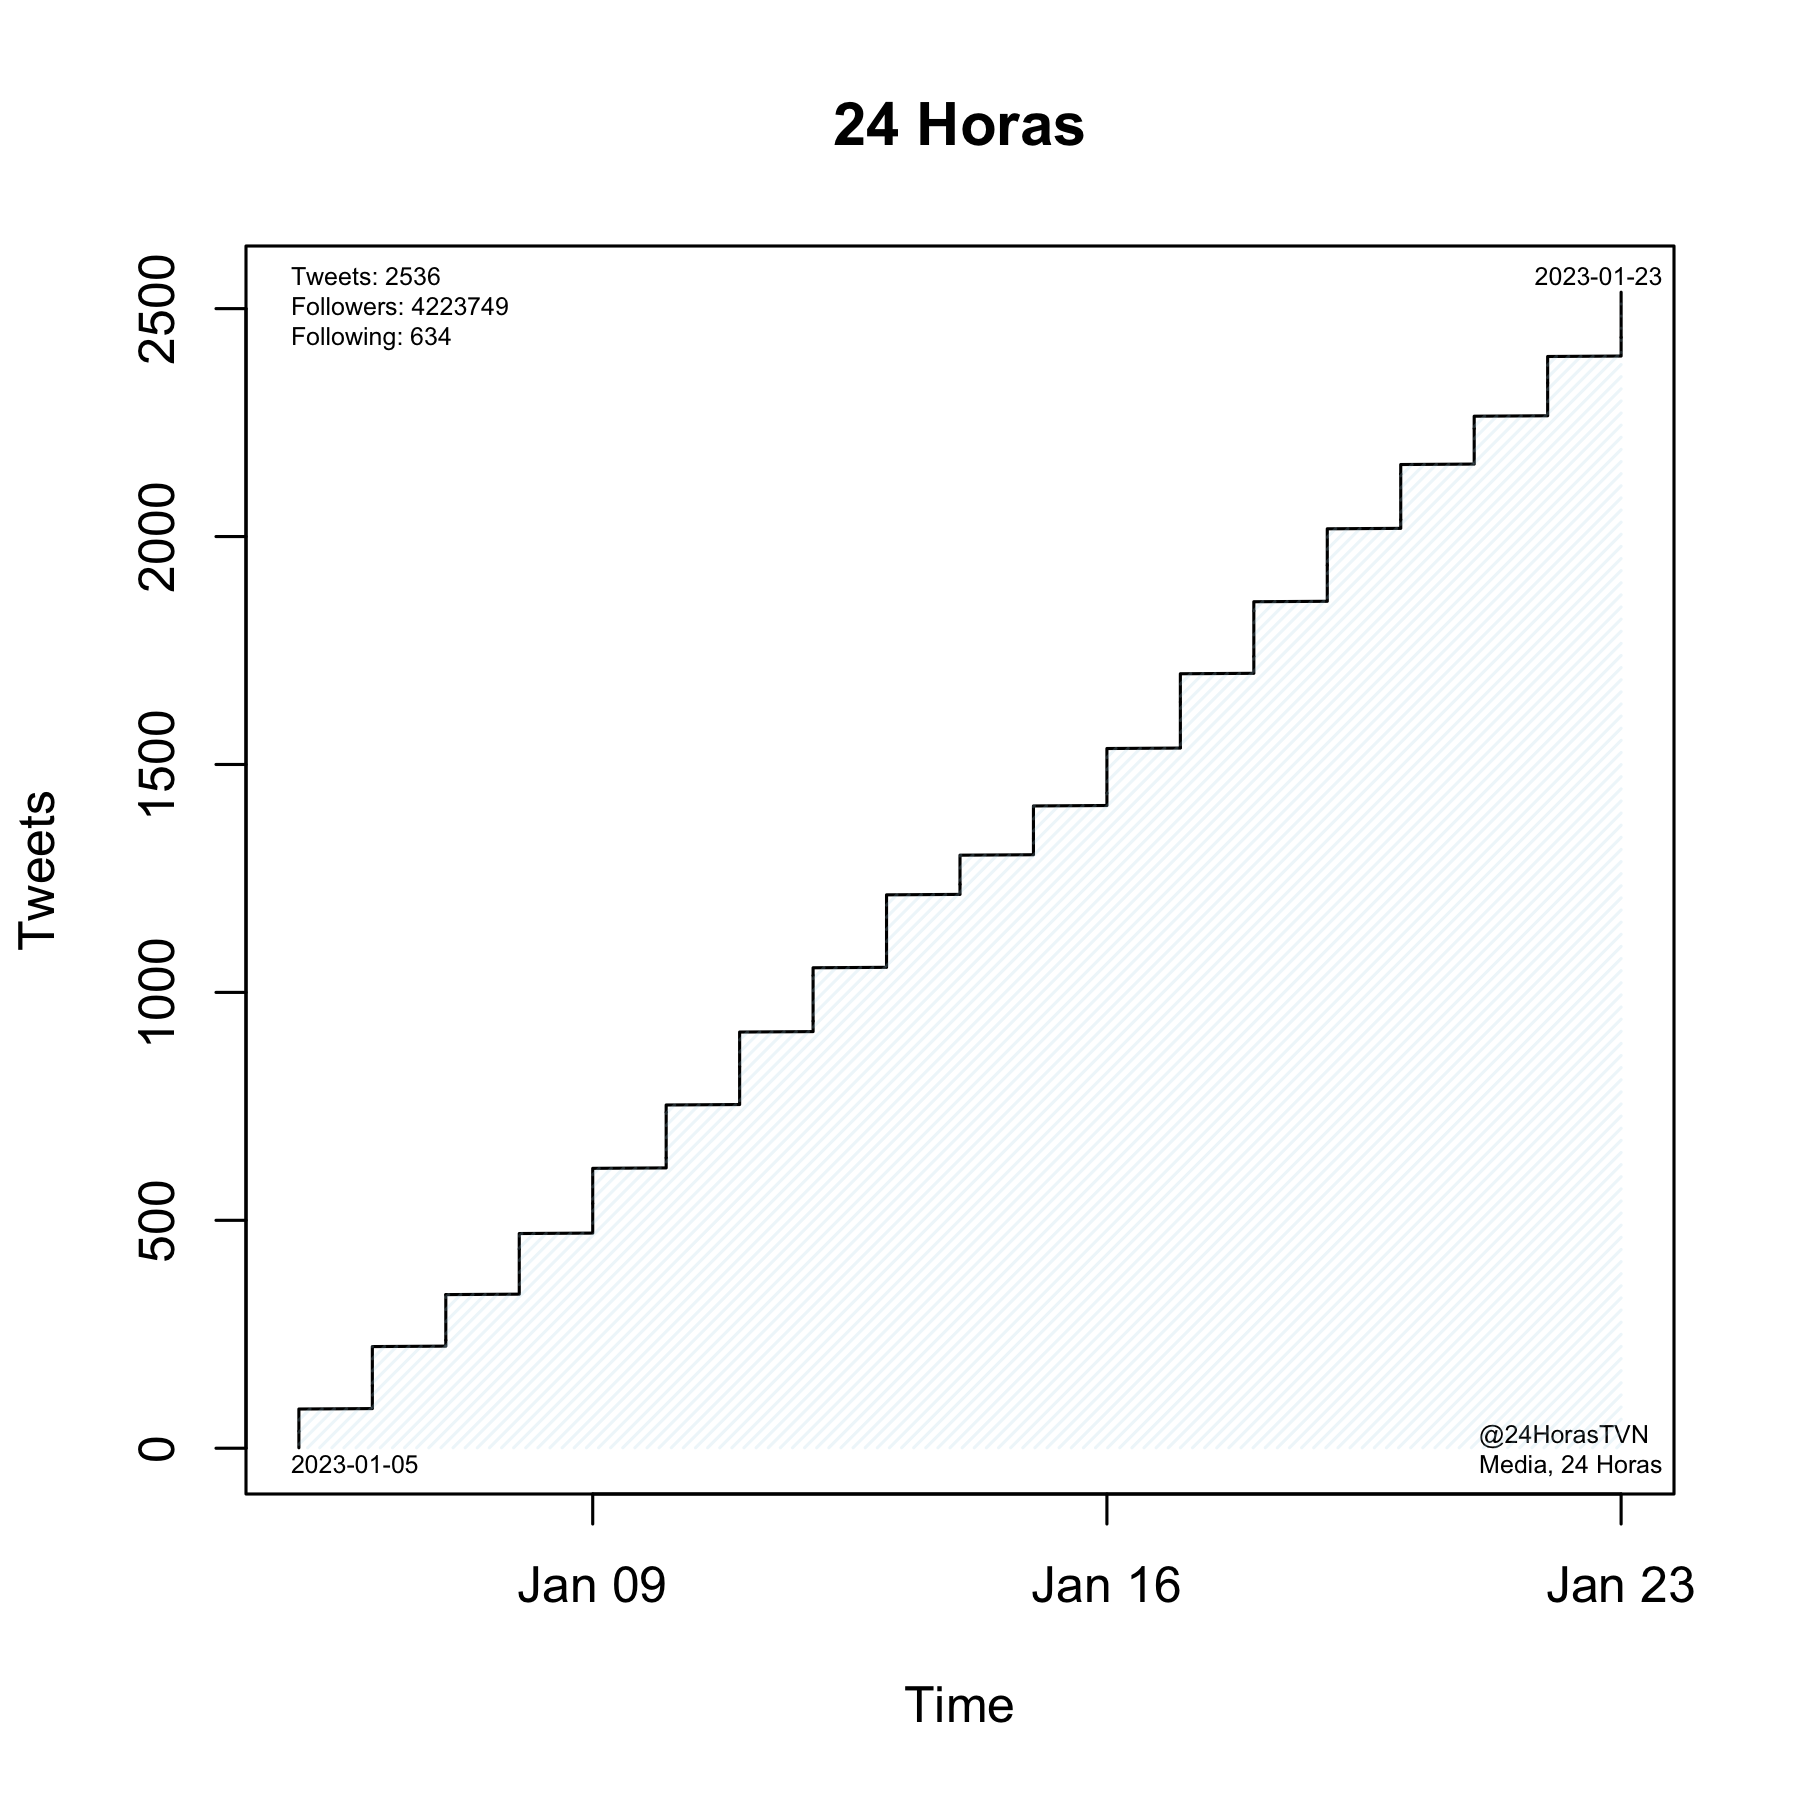 24 Horas
Tweets: 2536
Followers: 4223749
Following: 634
2023-01-23
2500
2000
1500
1000
500
0
Tweets
2023-01-05
@24HorasTVN
Media, 24 Horas
Jan 09
Jan 16
Jan 23
Time